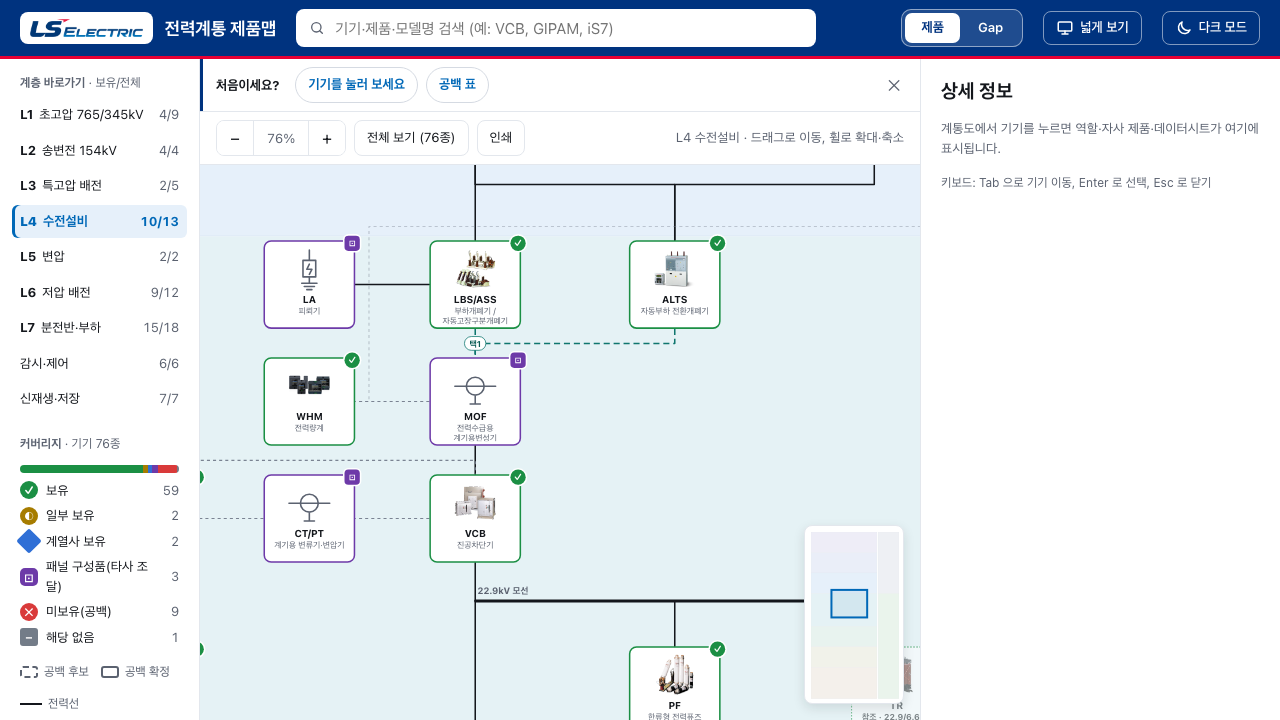 LS ELECTRIC 전력계통 제품맵
기기·제품·모델명 검색 (예: VCB, GIPAM, iS7)
제품 Gap
넓게 보기
다크 모드
계층 바로가기 · 보유/전체
L1 초고압 765/345kV 4/9
L2 송변전 154kV 4/4
L3 특고압 배전 2/5
L4 수전설비 10/13
L5 변압 2/2
L6 저압 배전 9/12
L7 분전반·부하 15/18
감시·제어 6/6
신재생·저장 7/7
커버리지 · 기기 76종
보유 59
일부 보유 2
계열사 보유 2
패널 구성품(타사 조
달) 3
미보유(공백) 9
해당 없음 1
공백 후보 공백 확정
전력선
처음이세요? 기기를 눌러 보세요 공백 표
− 76% + 전체 보기 (76종) 인쇄
L4 수전설비 · 드래그로 이동, 휠로 확대·축소
LA
피뢰기
LBS/ASS
부하개폐기 /
자동고장구분개폐기
ALTS
자동부하 전환개폐기
택1
WHM
전력량계
MOF
전력수급용
계기용변성기
CT/PT
계기용 변류기·변압기
VCB
진공차단기
22.9kV 모선
PF
한류형 전력퓨즈
TR
참조 · 22.9/6.6
상세 정보
계통도에서 기기를 누르면 역할·자사 제품·데이터시트가 여기에
표시됩니다.
키보드: Tab 으로 기기 이동, Enter 로 선택, Esc 로 닫기